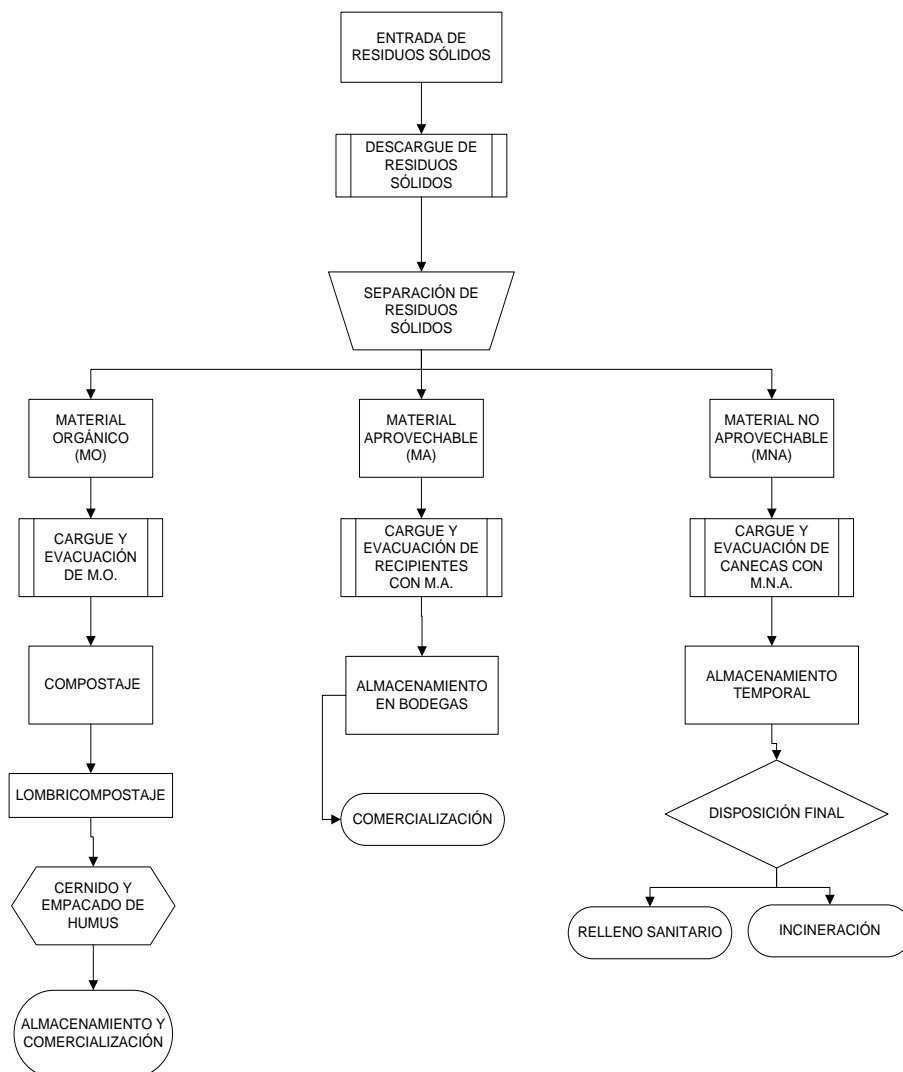 ENTRADA DE
RESIDUOS SÓLIDOS
DESCARGUE DE
RESIDUOS
SÓLIDOS
SEPARACIÓN DE
RESIDUOS
SÓLIDOS
MATERIAL
ORGÁNICO
(MO)
MATERIAL
APROVECHABLE
(MA)
MATERIAL NO
APROVECHABLE
(MNA)
CARGUE Y
EVACUACIÓN
DE M.O.
CARGUE Y
EVACUACIÓN DE
RECIPIENTES
CON M.A.
CARGUE Y
EVACUACIÓN DE
CANECAS CON
M.N.A.
COMPOSTAJE
ALMACENAMIENTO
EN BODEGAS
ALMACENAMIENTO
TEMPORAL
LOMBRICOMPOSTAJE
COMERCIALIZACIÓN
DISPOSICIÓN FINAL
CERNIDO Y
EMPACADO DE
HUMUS
RELLENO SANITARIO
INCINERACIÓN
ALMACENAMIENTO Y
COMERCIALIZACIÓN